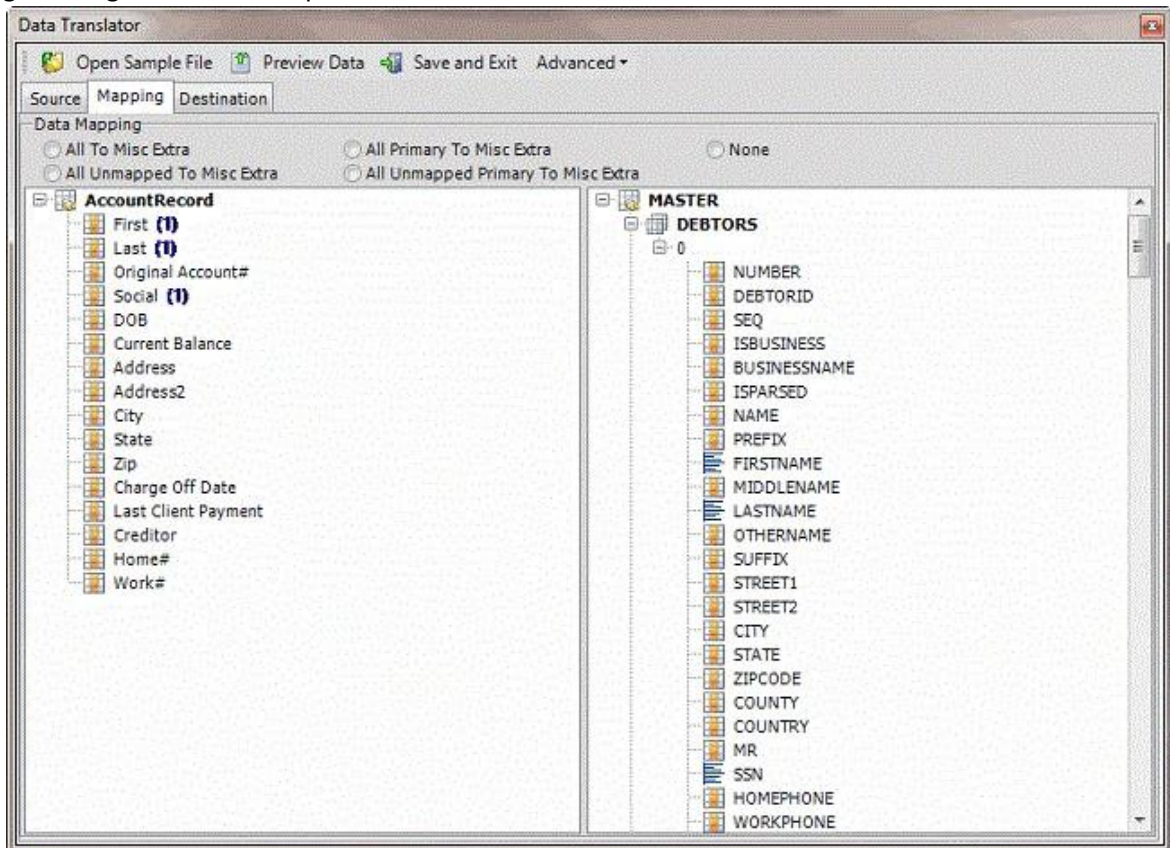 Data Translator
Open Sample File Preview Data Save and Exit Advanced
Source Mapping Destination
Data Mapping
All To Misc Extra All Primary To Misc Extra None
All Unmapped To Misc Extra All Unmapped Primary To Misc Extra
AccountRecord
First (1)
Last (1)
Original Account#
Social (1)
DOB
Current Balance
Address
Address2
City
State
Zip
Charge Off Date
Last Client Payment
Creditor
Home#
Work#
MASTER
DEBTORS
0
NUMBER
DEBTORID
SEQ
ISBUSINESS
BUSINESSNAME
ISPARSED
NAME
PREFIX
FIRSTNAME
MIDDLENAME
LASTNAME
OTHERNAME
SUFFIX
STREET1
STREET2
CITY
STATE
ZIPCODE
COUNTY
COUNTRY
MR
SSN
HOMEPHONE
WORKPHONE